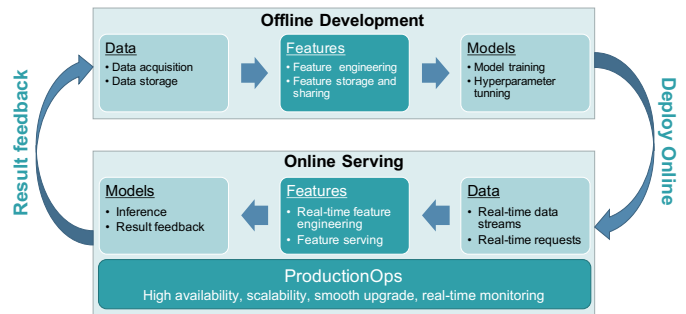 Offline Development
Data
• Data acquisition
• Data storage
Features
• Feature engineering
• Feature storage and
sharing
Models
• Model training
• Hyperparameter
tunning
Result feedback
Deploy Online
Online Serving
Models
• Inference
• Result feedback
Features
• Real-time feature
engineering
• Feature serving
Data
• Real-time data
streams
• Real-time requests
ProductionOps
High availability, scalability, smooth upgrade, real-time monitoring